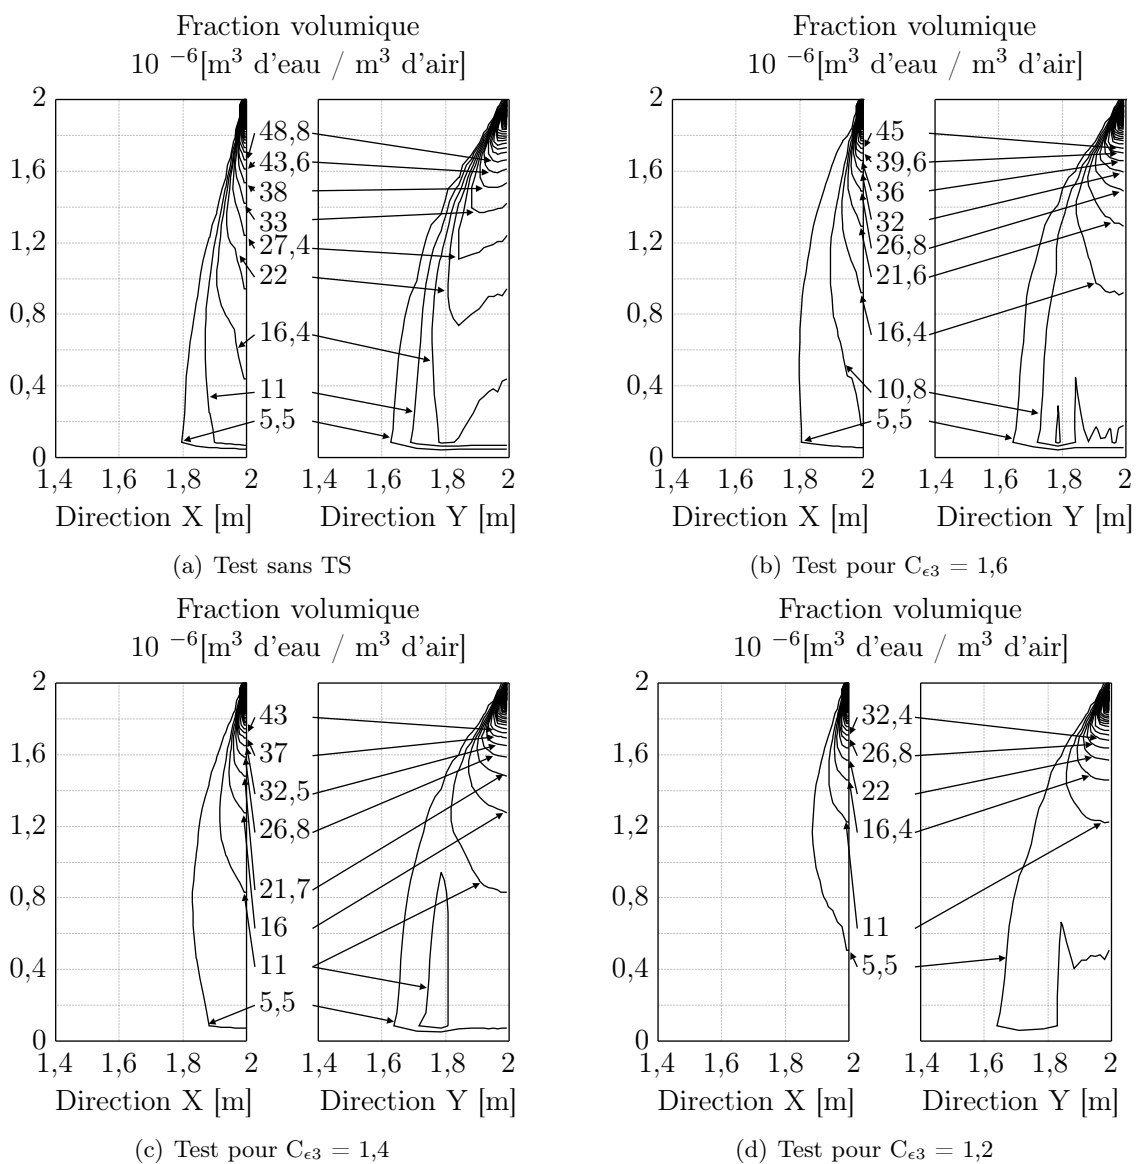 Fraction volumique
10 ⁻⁶[m³ d'eau / m³ d'air]
2
1,6
1,2
0,8
0,4
0
48,8
43,6
38
33
27,4
22
16,4
11
5,5
1,4 1,6 1,8 2
1,4 1,6 1,8 2
Direction X [m]
Direction Y [m]
(a) Test sans TS
Fraction volumique
10 ⁻⁶[m³ d'eau / m³ d'air]
2
1,6
1,2
0,8
0,4
0
45
39,6
36
32
26,8
21,6
16,4
10,8
5,5
1,4 1,6 1,8 2
1,4 1,6 1,8 2
Direction X [m]
Direction Y [m]
(b) Test pour Cϵ3 = 1,6
Fraction volumique
10 ⁻⁶[m³ d'eau / m³ d'air]
2
1,6
1,2
0,8
0,4
0
43
37
32,5
26,8
21,7
16
11
5,5
1,4 1,6 1,8 2
1,4 1,6 1,8 2
Direction X [m]
Direction Y [m]
(c) Test pour Cϵ3 = 1,4
Fraction volumique
10 ⁻⁶[m³ d'eau / m³ d'air]
2
1,6
1,2
0,8
0,4
0
32,4
26,8
22
16,4
11
5,5
1,4 1,6 1,8 2
1,4 1,6 1,8 2
Direction X [m]
Direction Y [m]
(d) Test pour Cϵ3 = 1,2